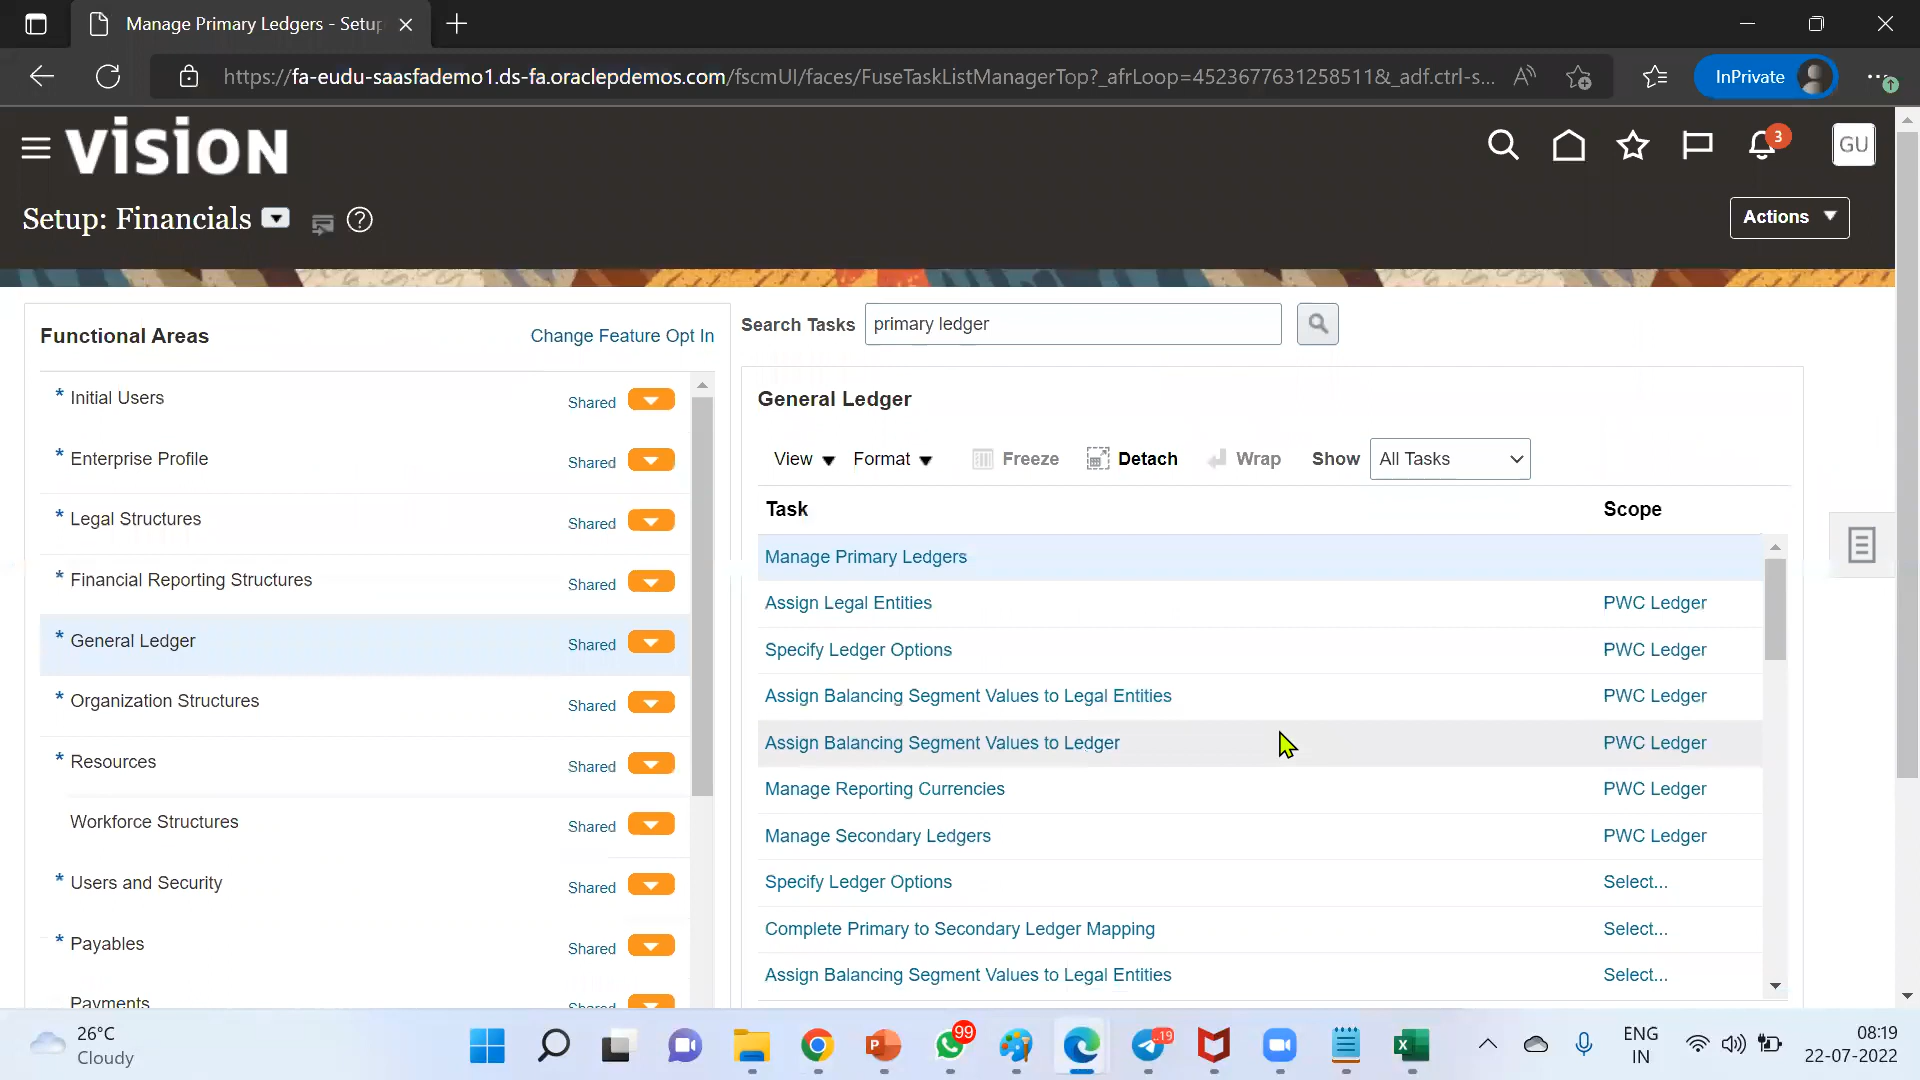 Manage Primary Ledgers - Setup
https://fa-eudu-saasfademo1.ds-fa.oraclepdemos.com/fscmUI/faces/FuseTaskListManagerTop?_afrLoop=4523677631258511&_adf.ctrl-s...
InPrivate
VISION
3
GU
Setup: Financials
Actions
Functional Areas
Change Feature Opt In
* Initial Users Shared
* Enterprise Profile Shared
* Legal Structures Shared
* Financial Reporting Structures Shared
* General Ledger Shared
* Organization Structures Shared
* Resources Shared
Workforce Structures Shared
* Users and Security Shared
* Payables Shared
Payments Shared
Search Tasks primary ledger
General Ledger
View Format Freeze Detach Wrap Show All Tasks
Task Scope
Manage Primary Ledgers
Assign Legal Entities PWC Ledger
Specify Ledger Options PWC Ledger
Assign Balancing Segment Values to Legal Entities PWC Ledger
Assign Balancing Segment Values to Ledger PWC Ledger
Manage Reporting Currencies PWC Ledger
Manage Secondary Ledgers PWC Ledger
Specify Ledger Options Select...
Complete Primary to Secondary Ledger Mapping Select...
Assign Balancing Segment Values to Legal Entities Select...
26°C
Cloudy
99
..19
ENG
IN
08:19
22-07-2022